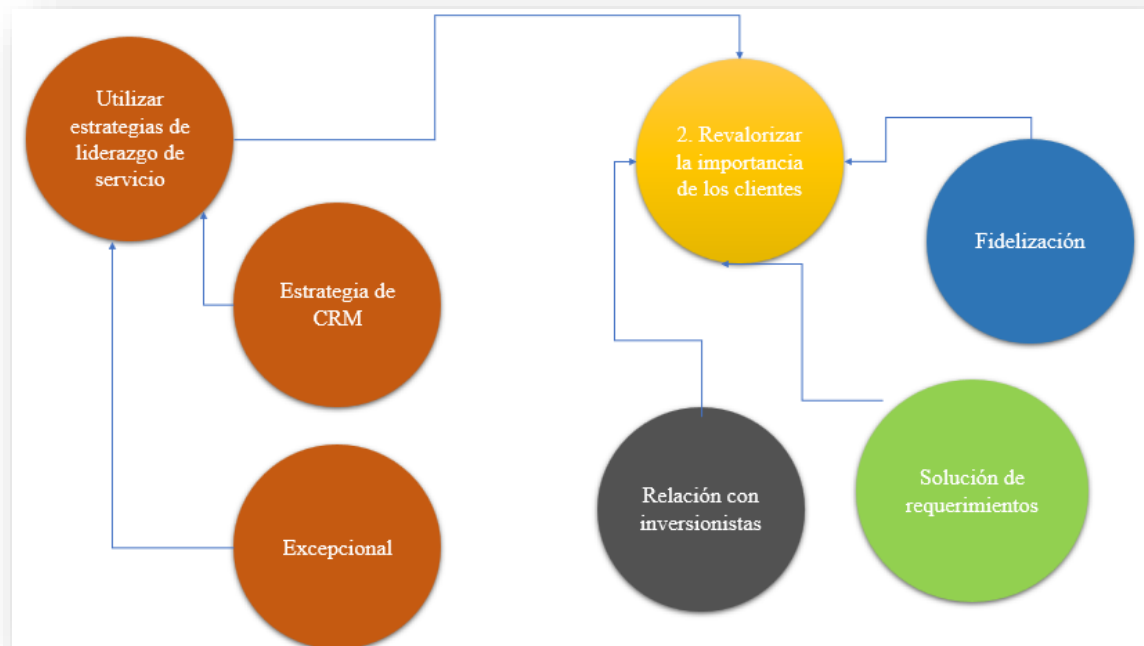 Utilizar
estrategias de
liderazgo de
servicio
2. Revalorizar
la importancia
de los clientes
Fidelización
Estrategia de
CRM
Relación con
inversionistas
Solución de
requerimientos
Excepcional